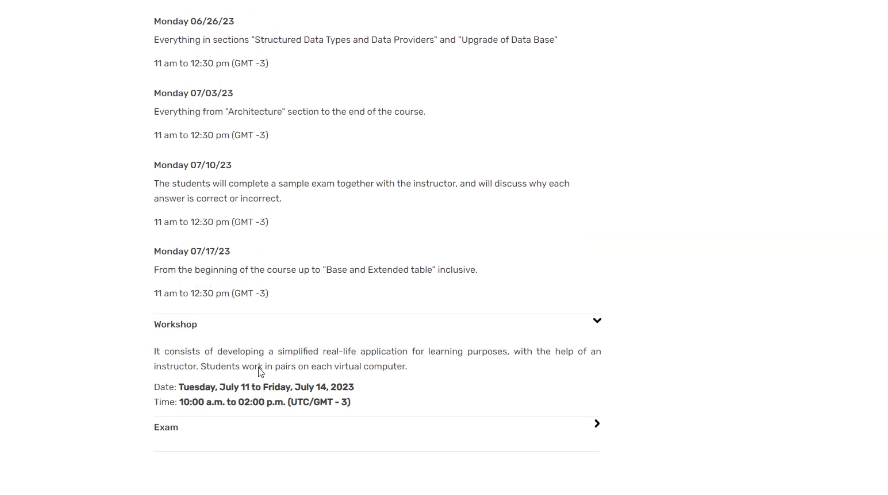 Monday 06/26/23
Everything in sections "Structured Data Types and Data Providers" and "Upgrade of Data Base"
11 am to 12:30 pm (GMT -3)
Monday 07/03/23
Everything from "Architecture" section to the end of the course.
11 am to 12:30 pm (GMT -3)
Monday 07/10/23
The students will complete a sample exam together with the instructor, and will discuss why each
answer is correct or incorrect.
11 am to 12:30 pm (GMT -3)
Monday 07/17/23
From the beginning of the course up to "Base and Extended table" inclusive.
11 am to 12:30 pm (GMT -3)
Workshop
It consists of developing a simplified real-life application for learning purposes, with the help of an
instructor. Students work in pairs on each virtual computer.
Date: Tuesday, July 11 to Friday, July 14, 2023
Time: 10:00 a.m. to 02:00 p.m. (UTC/GMT - 3)
Exam